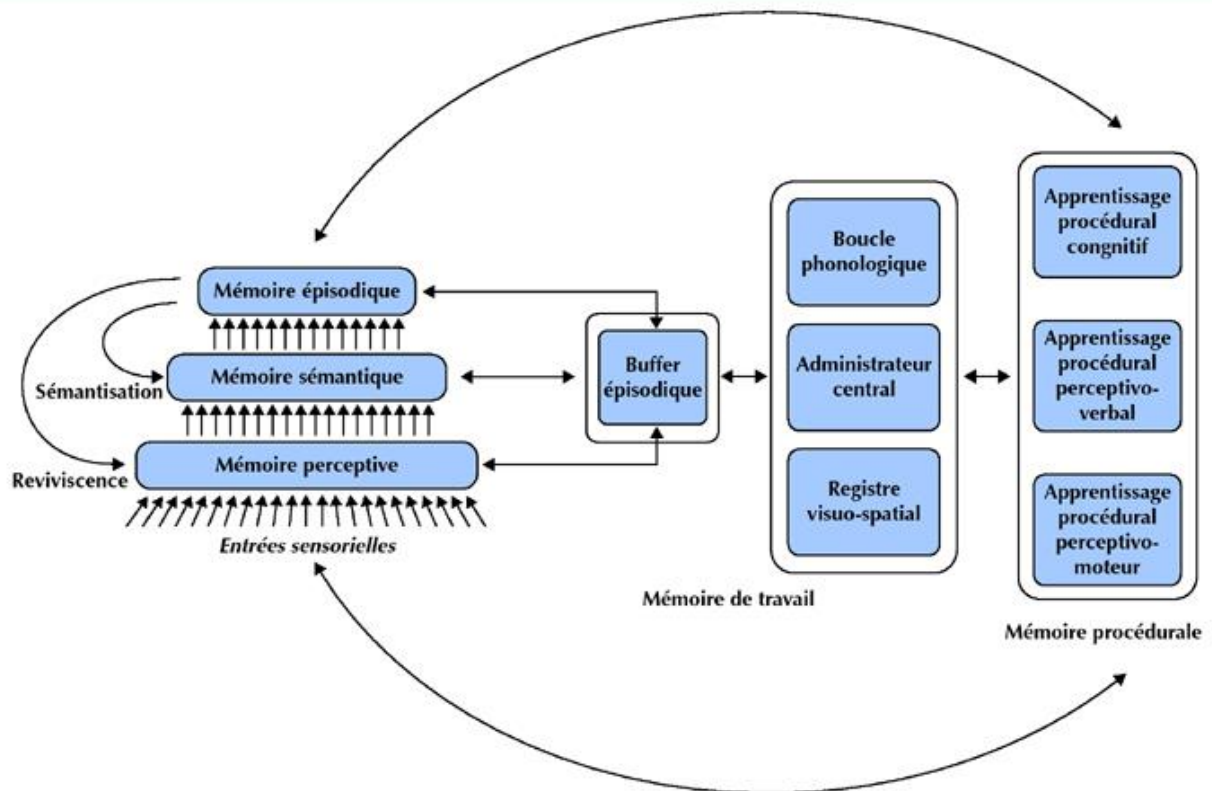 Mémoire épisodique
Sémantisation
Mémoire sémantique
Reviviscence
Mémoire perceptive
Entrées sensorielles
Buffer
épisodique
Boucle
phonologique
Administrateur
central
Registre
visuo-spatial
Mémoire de travail
Apprentissage
procédural
congnitif
Apprentissage
procédural
perceptivo-
verbal
Apprentissage
procédural
perceptivo-
moteur
Mémoire procédurale